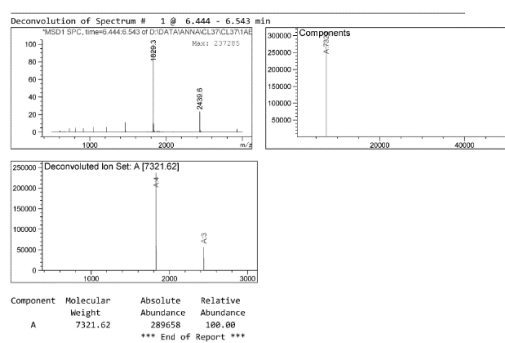 Deconvolution of Spectrum # 1 @ 6.444 - 6.543 min
*MSD1 SPC, time=6.444:6.543 of D:\DATA\ANNA\CL37\CL37\1AE
Max: 237285
100
80
60
40
20
0
1829.3
2439.6
1000
2000
m/z
Components
300000
250000
200000
150000
100000
50000
20000
40000
Deconvoluted Ion Set: A [7321.62]
250000
200000
150000
100000
50000
0
A:4
A:3
1000
2000
3000
Component Molecular Absolute Relative
Weight Abundance Abundance
A 7321.62 289658 100.00
*** End of Report ***